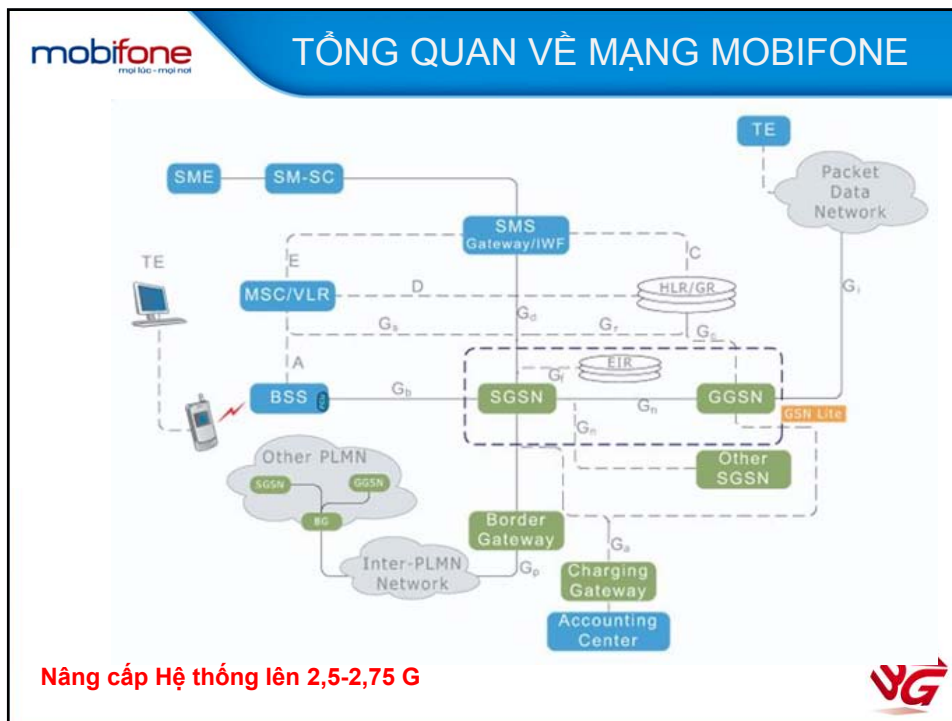 mobifone
mọi lúc - mọi nơi
TỔNG QUAN VỀ MẠNG MOBIFONE
TE
Packet
Data
Network
SME
SM-SC
SMS
Gateway/IWF
E
C
TE
MSC/VLR
D
HLR/GR
Gi
Gs
Gd
Gr
Gc
A
EIR
Gf
BSS
Gb
SGSN
Gn
GGSN
GSN Lite
Gn
Other PLMN
SGSN
GGSN
BG
Other
SGSN
Border
Gateway
Inter-PLMN
Network
Gp
Ga
Charging
Gateway
Accounting
Center
Nâng cấp Hệ thống lên 2,5-2,75 G